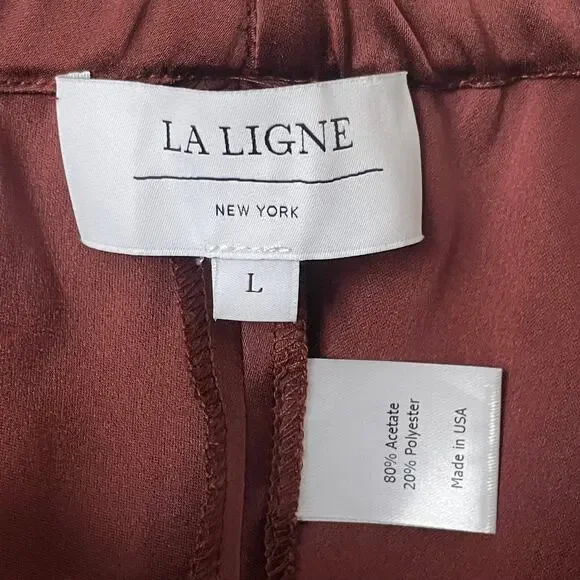 LA LIGNE
NEW YORK
L
80% Acetate
20% Polyester
Made in USA